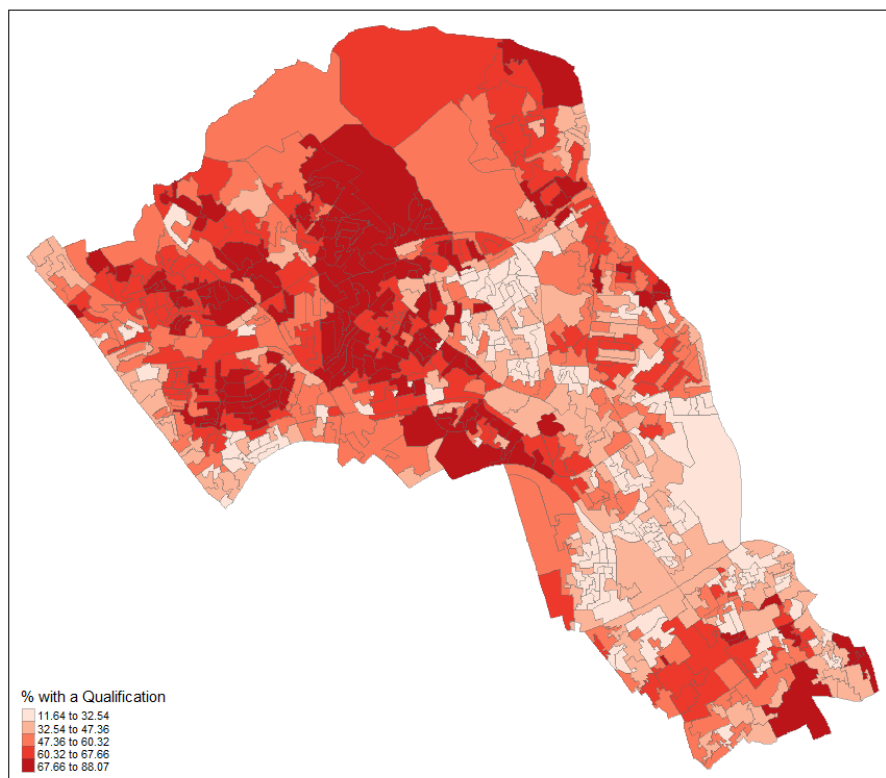 % with a Qualification
11.64 to 32.54
32.54 to 47.36
47.36 to 60.32
60.32 to 67.66
67.66 to 88.07